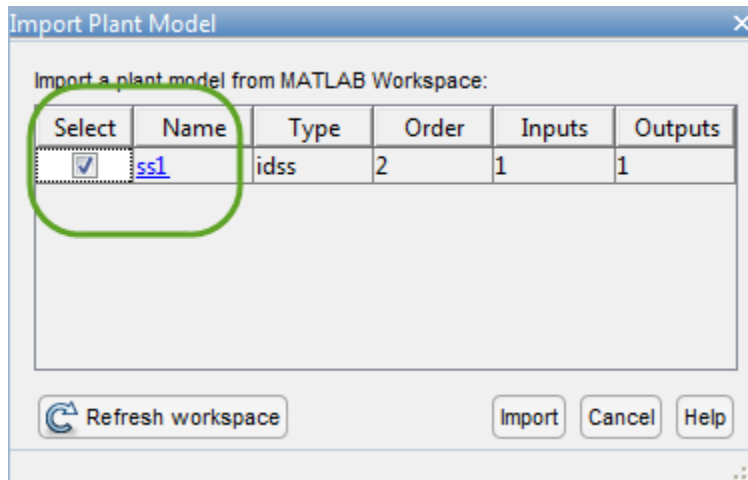 Import Plant Model
Import a plant model from MATLAB Workspace:
Select Name Type Order Inputs Outputs
ss1 idss 2 1 1
Refresh workspace Import Cancel Help